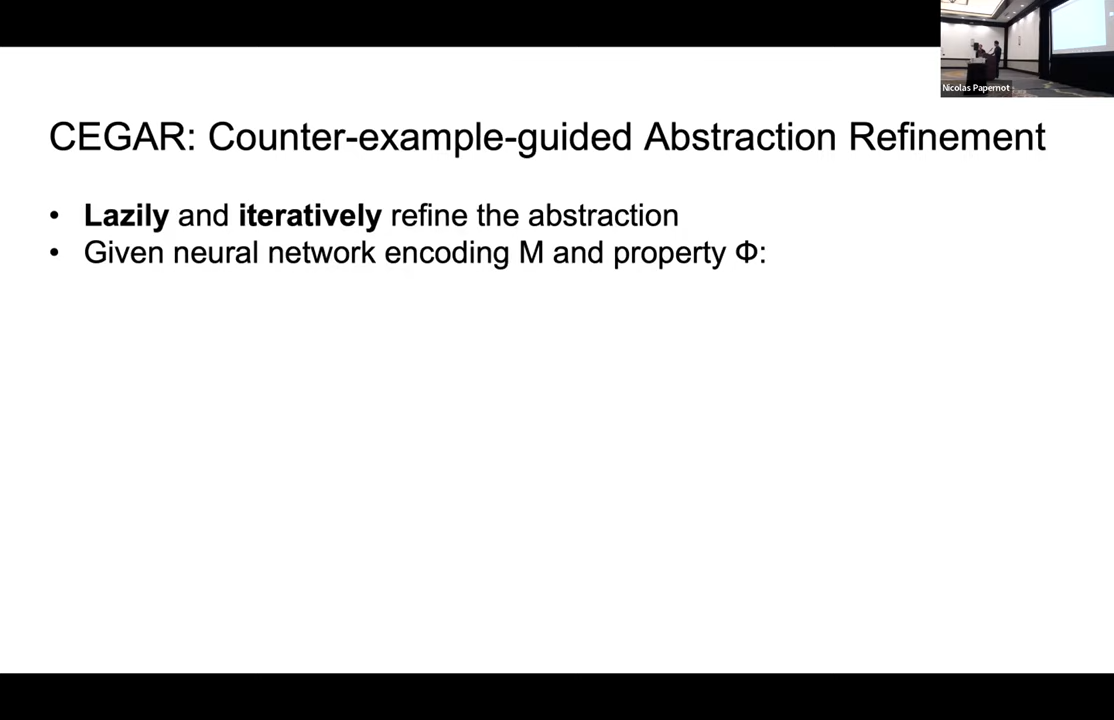 Nicolas Papernot
CEGAR: Counter-example-guided Abstraction Refinement
• Lazily and iteratively refine the abstraction
• Given neural network encoding M and property Φ: